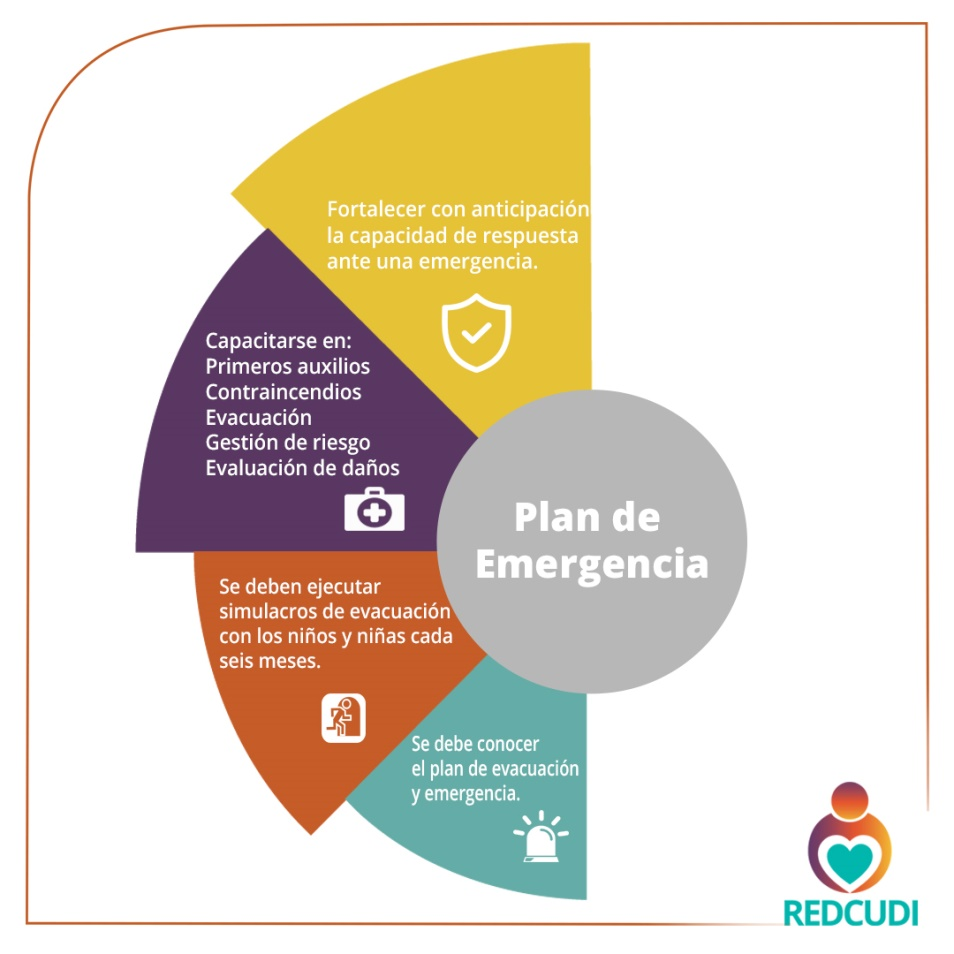 Fortalecer con anticipación
la capacidad de respuesta
ante una emergencia.
Capacitarse en:
Primeros auxilios
Contraincendios
Evacuación
Gestión de riesgo
Evaluación de daños
Plan de
Emergencia
Se deben ejecutar
simulacros de evacuación
con los niños y niñas cada
seis meses.
Se debe conocer
el plan de evacuación
y emergencia.
REDCUDI